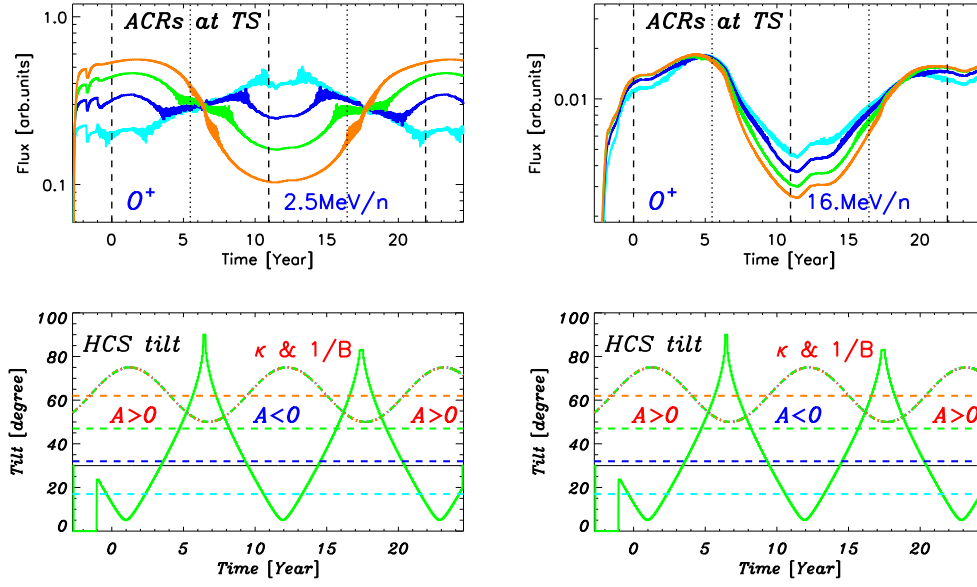 ACRs at TS
1.0
0.1
Flux [arb.units]
O+
2.5MeV/n
0 5 10 15 20
Time [Year]
ACRs at TS
0.01
Flux [arb.units]
O+
16.MeV/n
0 5 10 15 20
Time [Year]
HCS tilt
κ & 1/B
A>0
A<0
A>0
100
80
60
40
20
0
Tilt [degree]
0 5 10 15 20
Time [Year]
HCS tilt
κ & 1/B
A>0
A<0
A>0
100
80
60
40
20
0
Tilt [degree]
0 5 10 15 20
Time [Year]